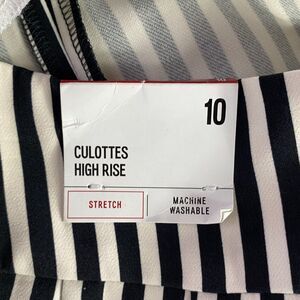 10
CULOTTES
HIGH RISE
STRETCH
MACHINE
WASHABLE